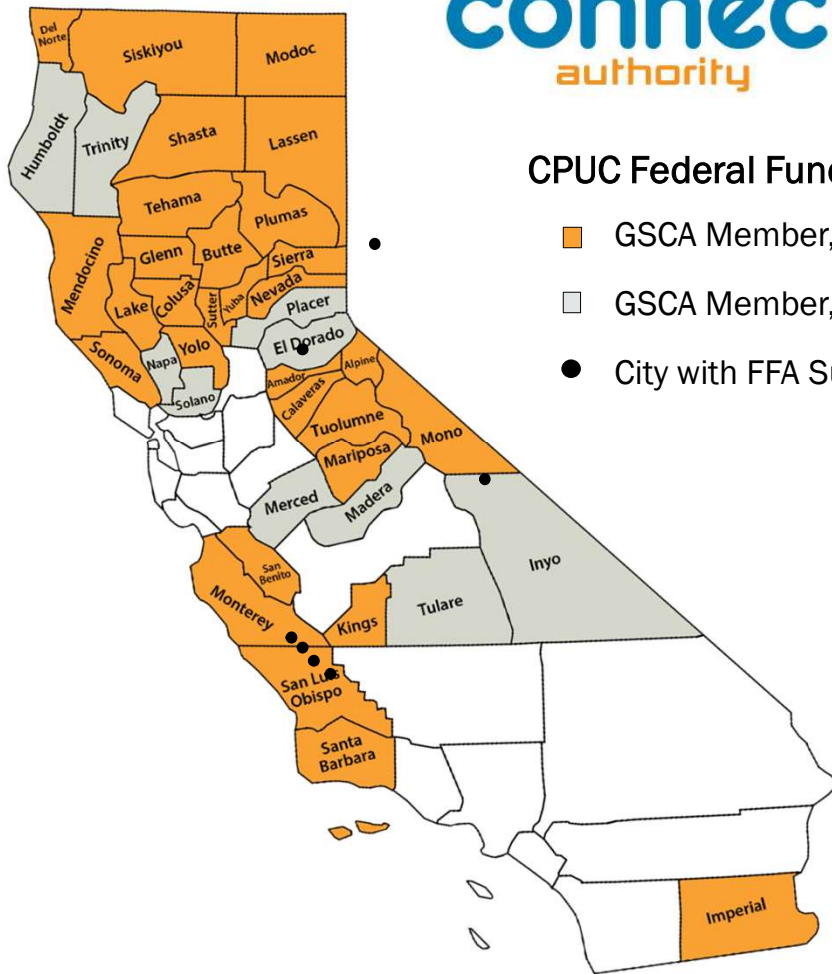 connec
authority
CPUC Federal Fund
GSCA Member,
GSCA Member,
City with FFA Su
Del
Norte
Siskiyou
Modoc
Humboldt
Trinity
Shasta
Lassen
Tehama
Plumas
Mendocino
Glenn
Butte
Sierra
Lake
Colusa
Sutter
Yuba
Nevada
Placer
Sonoma
Napa
Yolo
El Dorado
Solano
Amador
Alpine
Calaveras
Tuolumne
Mono
Mariposa
Merced
Madera
San
Benito
Inyo
Monterey
Kings
Tulare
San Luis
Obispo
Santa
Barbara
Imperial